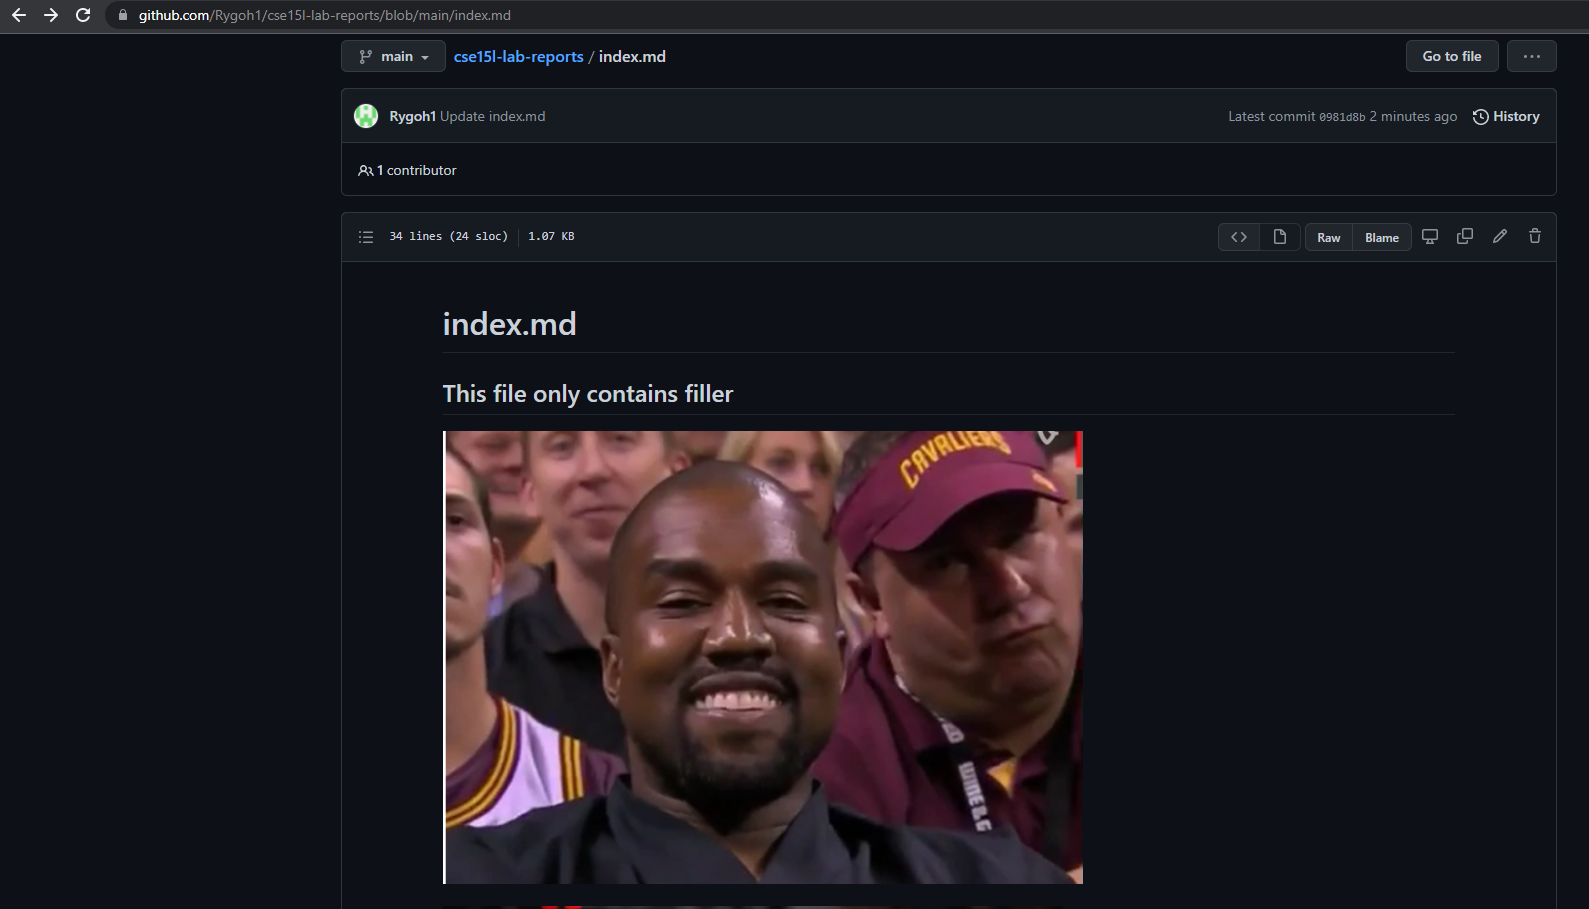 github.com/Rygoh1/cse15l-lab-reports/blob/main/index.md
main cse15l-lab-reports / index.md Go to file ...
Rygoh1 Update index.md Latest commit 0981d8b 2 minutes ago History
1 contributor
34 lines (24 sloc) 1.07 KB <> Raw Blame
index.md
This file only contains filler
CAVALIERS
WINE & G